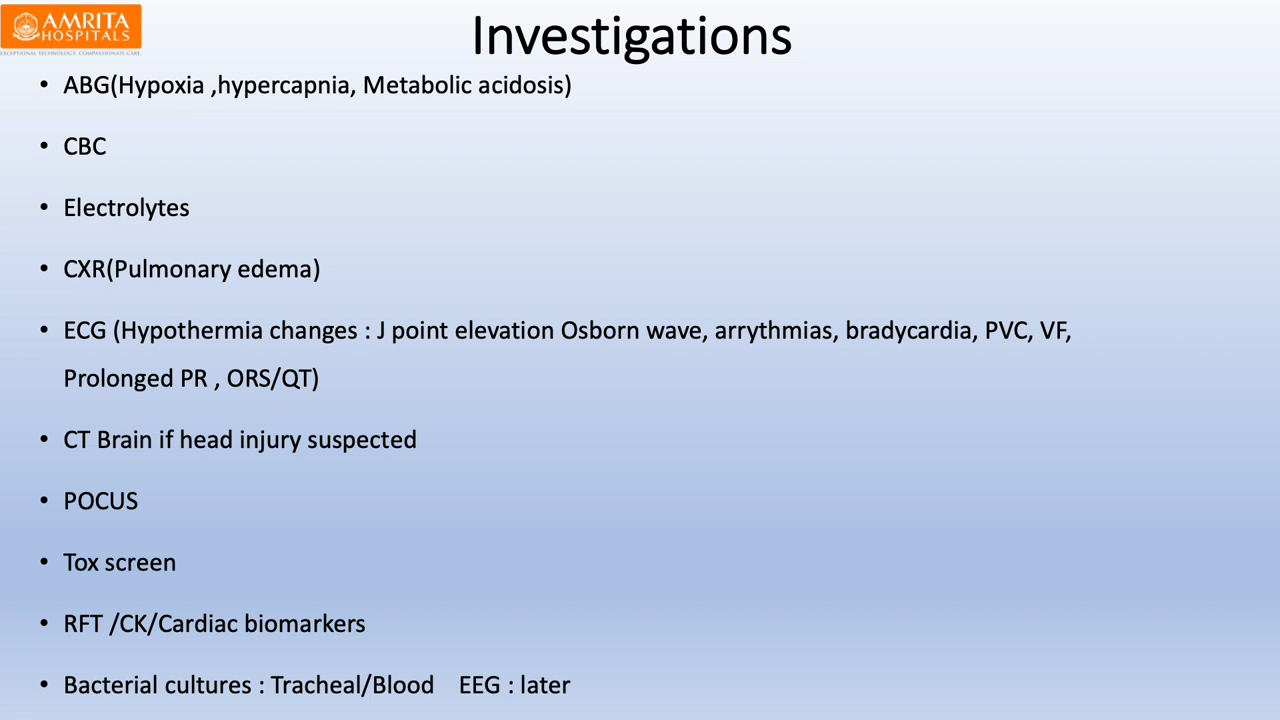 AMRITA
HOSPITALS
EXCEPTIONAL TECHNOLOGY. COMPASSIONATE CARE.
Investigations
• ABG(Hypoxia ,hypercapnia, Metabolic acidosis)
• CBC
• Electrolytes
• CXR(Pulmonary edema)
• ECG (Hypothermia changes : J point elevation Osborn wave, arrythmias, bradycardia, PVC, VF,
Prolonged PR , ORS/QT)
• CT Brain if head injury suspected
• POCUS
• Tox screen
• RFT /CK/Cardiac biomarkers
• Bacterial cultures : Tracheal/Blood EEG : later